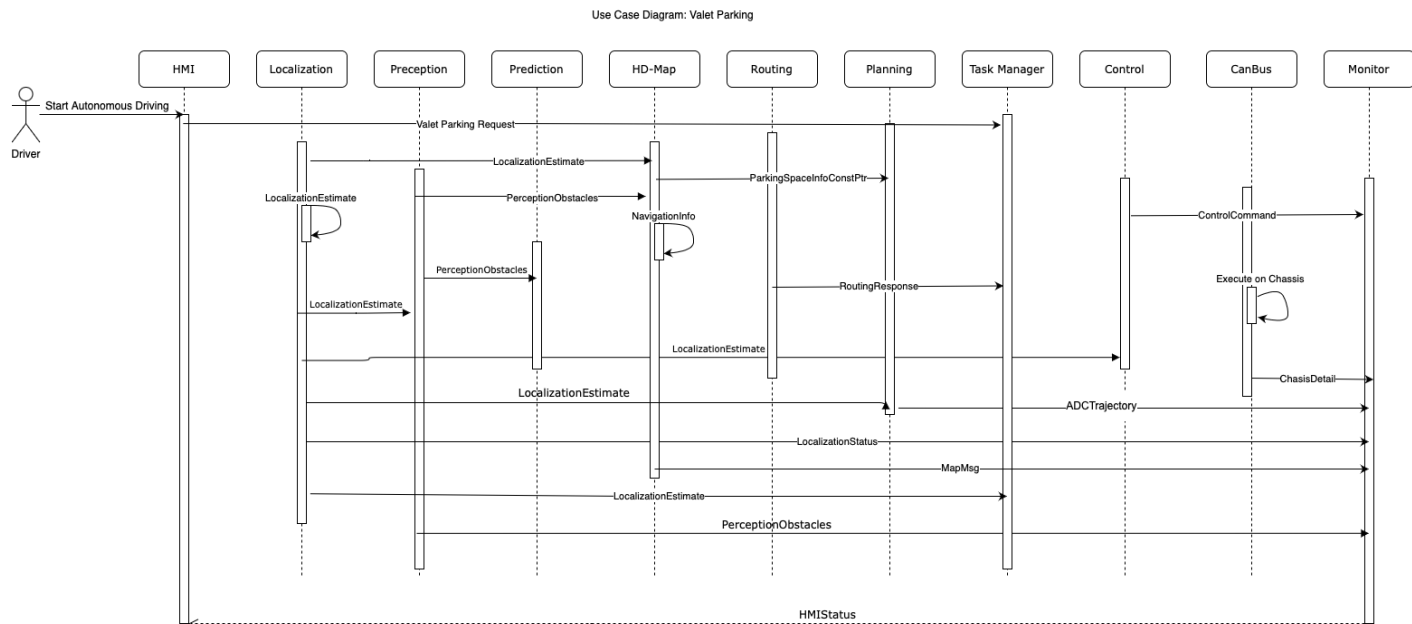 Use Case Diagram: Valet Parking
HMI
Localization
Preception
Prediction
HD-Map
Routing
Planning
Task Manager
Control
CanBus
Monitor
Start Autonomous Driving
Driver
Valet Parking Request
LocalizationEstimate
ParkingSpaceInfoConstPtr
LocalizationEstimate
PerceptionObstacles
NavigationInfo
ControlCommand
PerceptionObstacles
Execute on Chassis
RoutingResponse
LocalizationEstimate
LocalizationEstimate
ChasisDetail
LocalizationEstimate
ADCTrajectory
LocalizationStatus
MapMsg
LocalizationEstimate
PerceptionObstacles
HMIStatus